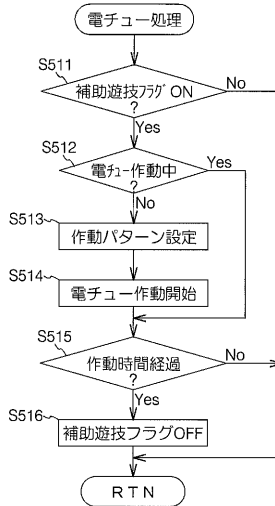 電チュー処理
S511
補助遊技ﾌﾗｸﾞON
?
No
Yes
S512
電ﾁｭｰ作動中
?
Yes
No
S513
作動パターン設定
S514
電チュー作動開始
S515
作動時間経過
?
No
Yes
S516
補助遊技フラグOFF
RTN